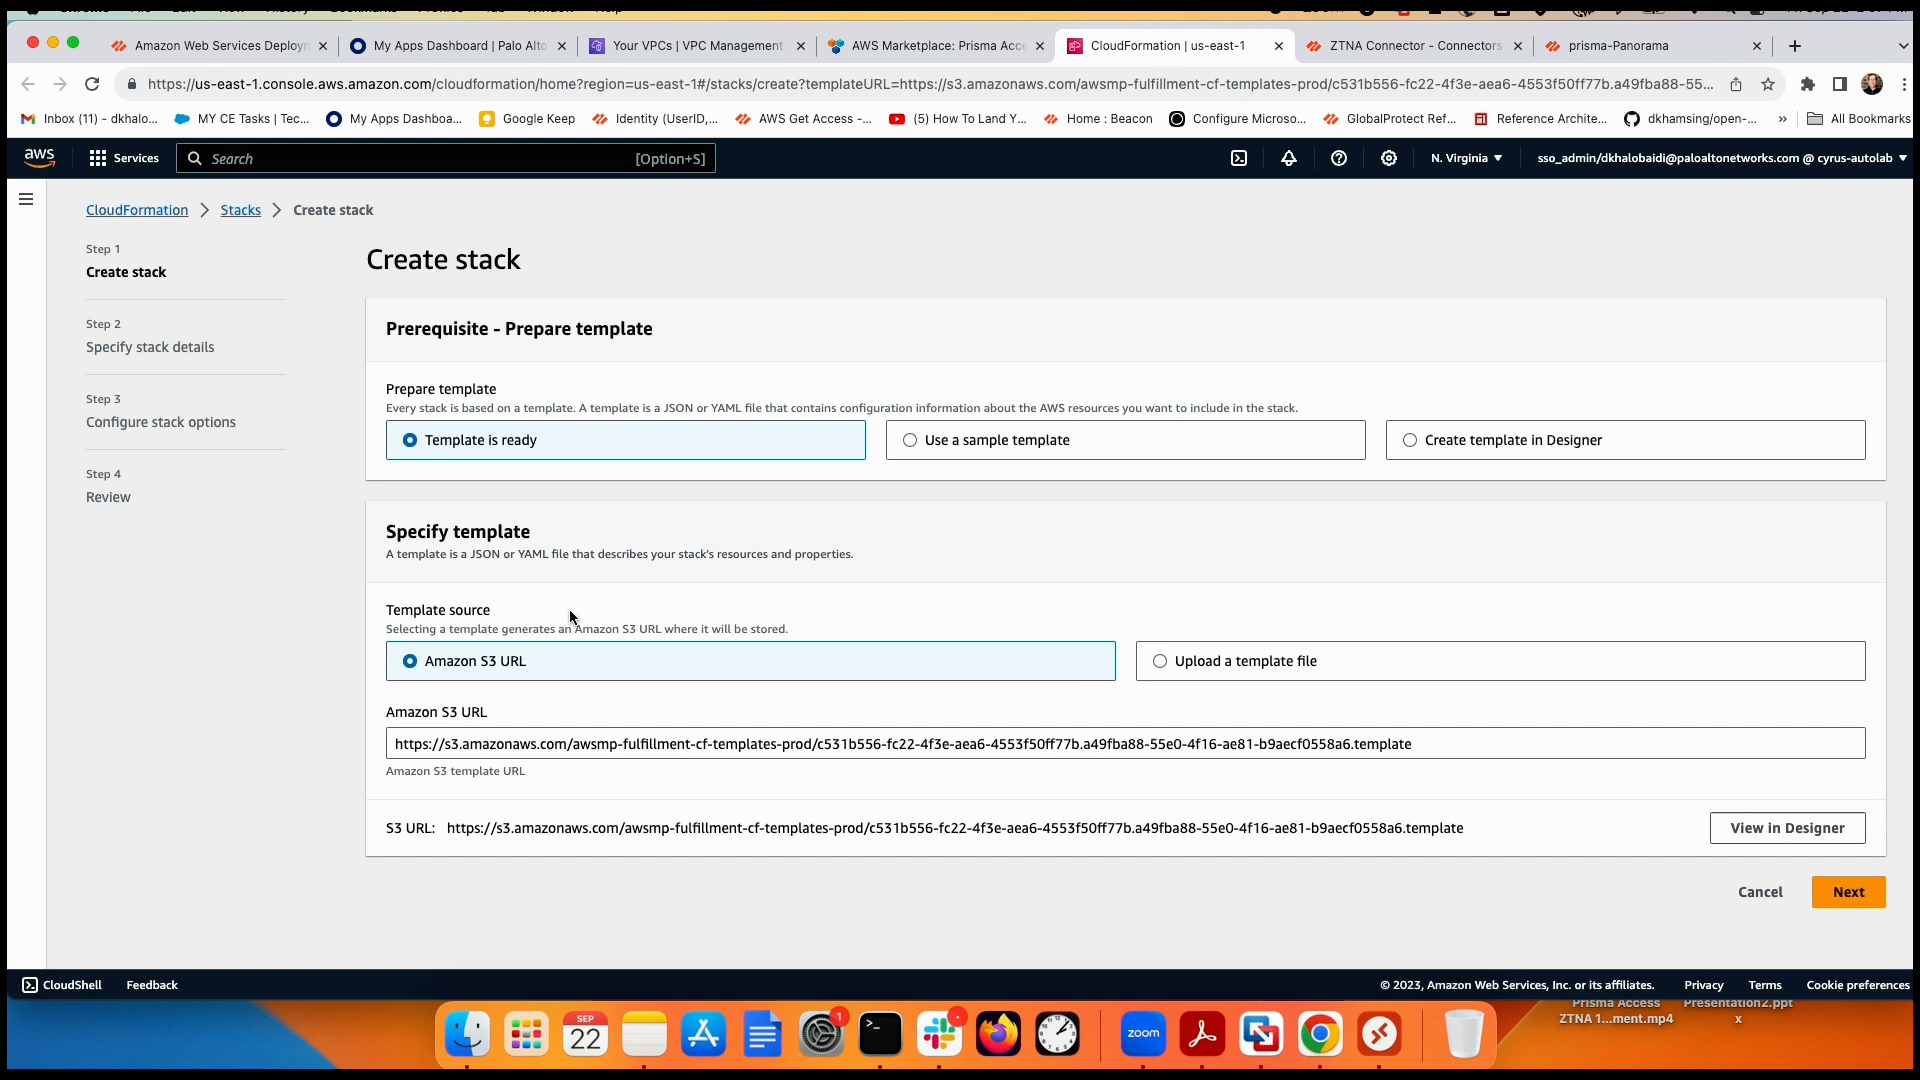 Amazon Web Services Deployn
My Apps Dashboard | Palo Alto
Your VPCs | VPC Management
AWS Marketplace: Prisma Acce
CloudFormation | us-east-1
ZTNA Connector - Connectors
prisma-Panorama
https://us-east-1.console.aws.amazon.com/cloudformation/home?region=us-east-1#/stacks/create?templateURL=https://s3.amazonaws.com/awsmp-fulfillment-cf-templates-prod/c531b556-fc22-4f3e-aea6-4553f50ff77b.a49fba88-55...
Inbox (11) - dkhalo...
MY CE Tasks | Tec...
My Apps Dashboa...
Google Keep
Identity (UserID,...
AWS Get Access -...
(5) How To Land Y...
Home : Beacon
Configure Microso...
GlobalProtect Ref...
Reference Archite...
dkhamsing/open-...
»
All Bookmarks
aws
Services
Search
[Option+S]
N. Virginia
sso_admin/dkhalobaidi@paloaltonetworks.com @ cyrus-autolab
CloudFormation > Stacks > Create stack
Step 1
Create stack
Step 2
Specify stack details
Step 3
Configure stack options
Step 4
Review
Create stack
Prerequisite - Prepare template
Prepare template
Every stack is based on a template. A template is a JSON or YAML file that contains configuration information about the AWS resources you want to include in the stack.
Template is ready
Use a sample template
Create template in Designer
Specify template
A template is a JSON or YAML file that describes your stack's resources and properties.
Template source
Selecting a template generates an Amazon S3 URL where it will be stored.
Amazon S3 URL
Upload a template file
Amazon S3 URL
https://s3.amazonaws.com/awsmp-fulfillment-cf-templates-prod/c531b556-fc22-4f3e-aea6-4553f50ff77b.a49fba88-55e0-4f16-ae81-b9aecf0558a6.template
Amazon S3 template URL
S3 URL: https://s3.amazonaws.com/awsmp-fulfillment-cf-templates-prod/c531b556-fc22-4f3e-aea6-4553f50ff77b.a49fba88-55e0-4f16-ae81-b9aecf0558a6.template
View in Designer
Cancel
Next
CloudShell
Feedback
© 2023, Amazon Web Services, Inc. or its affiliates.
Privacy
Terms
Cookie preferences
Prisma Access
ZTNA 1...ment.mp4
Presentation2.ppt
x
SEP
22
1
zoom